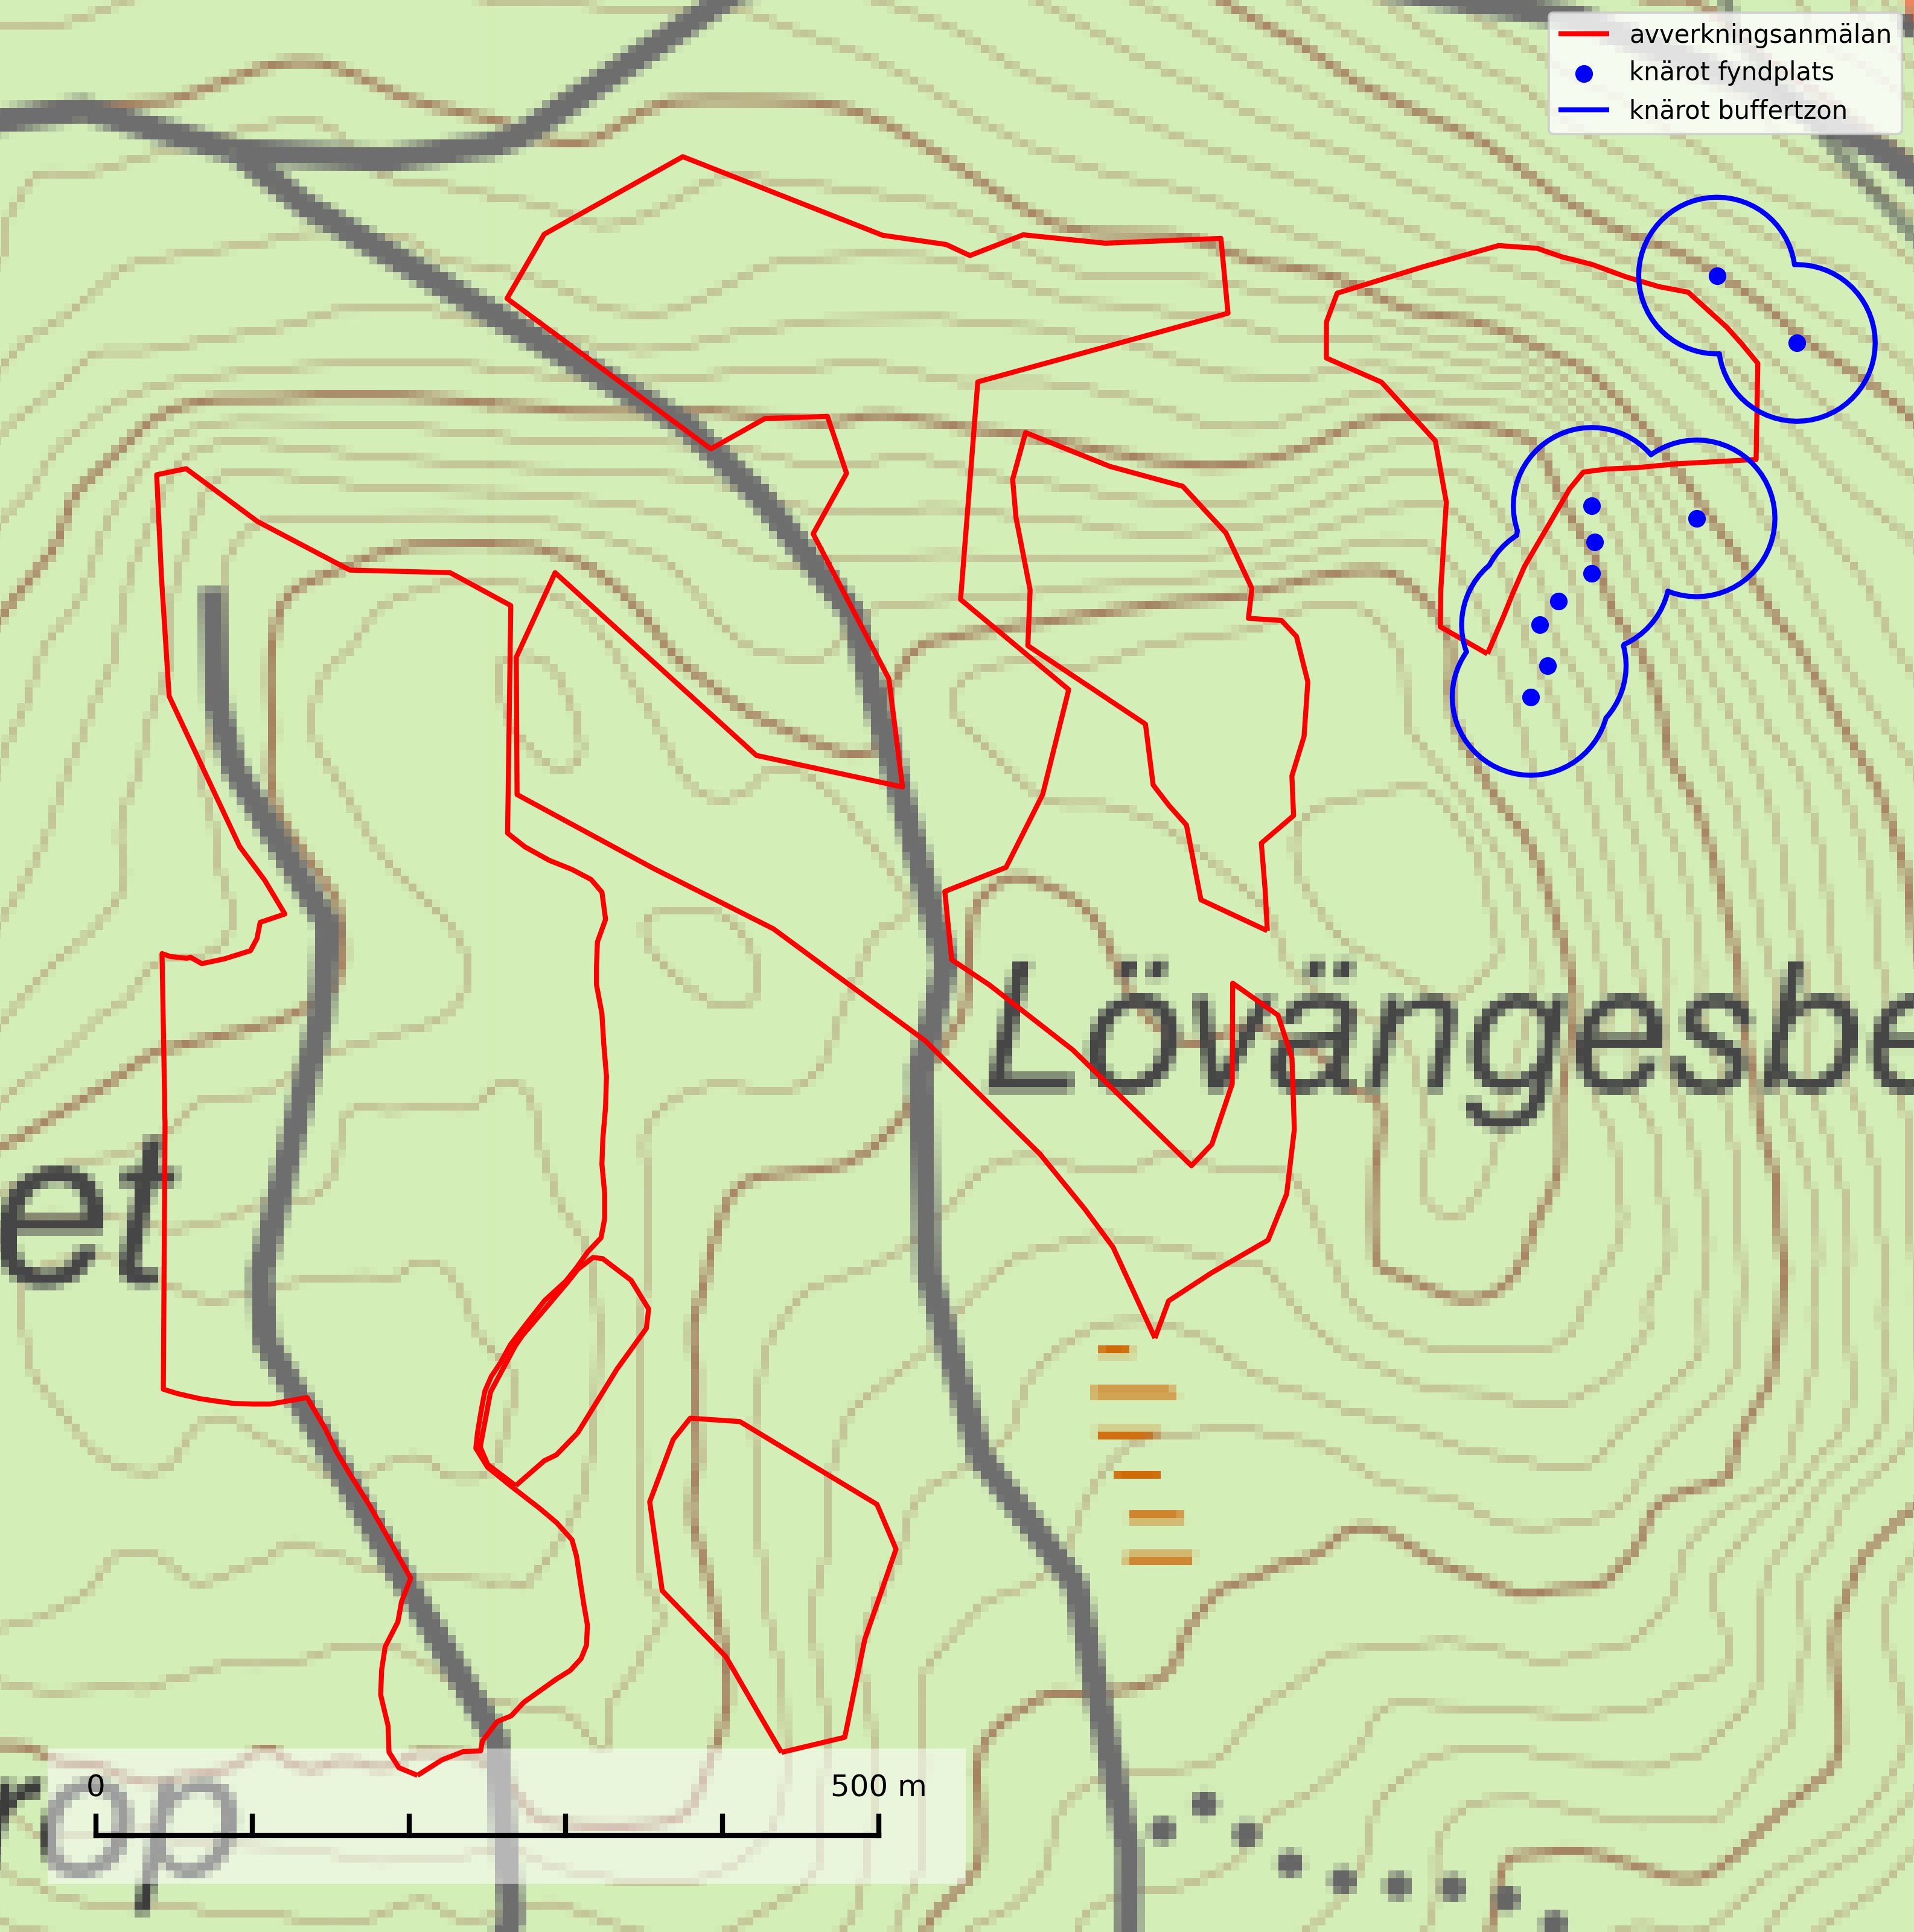 avverkningsanmälan
knärot fyndplats
knärot buffertzon
Lövängesbe
et
rop
0 500 m